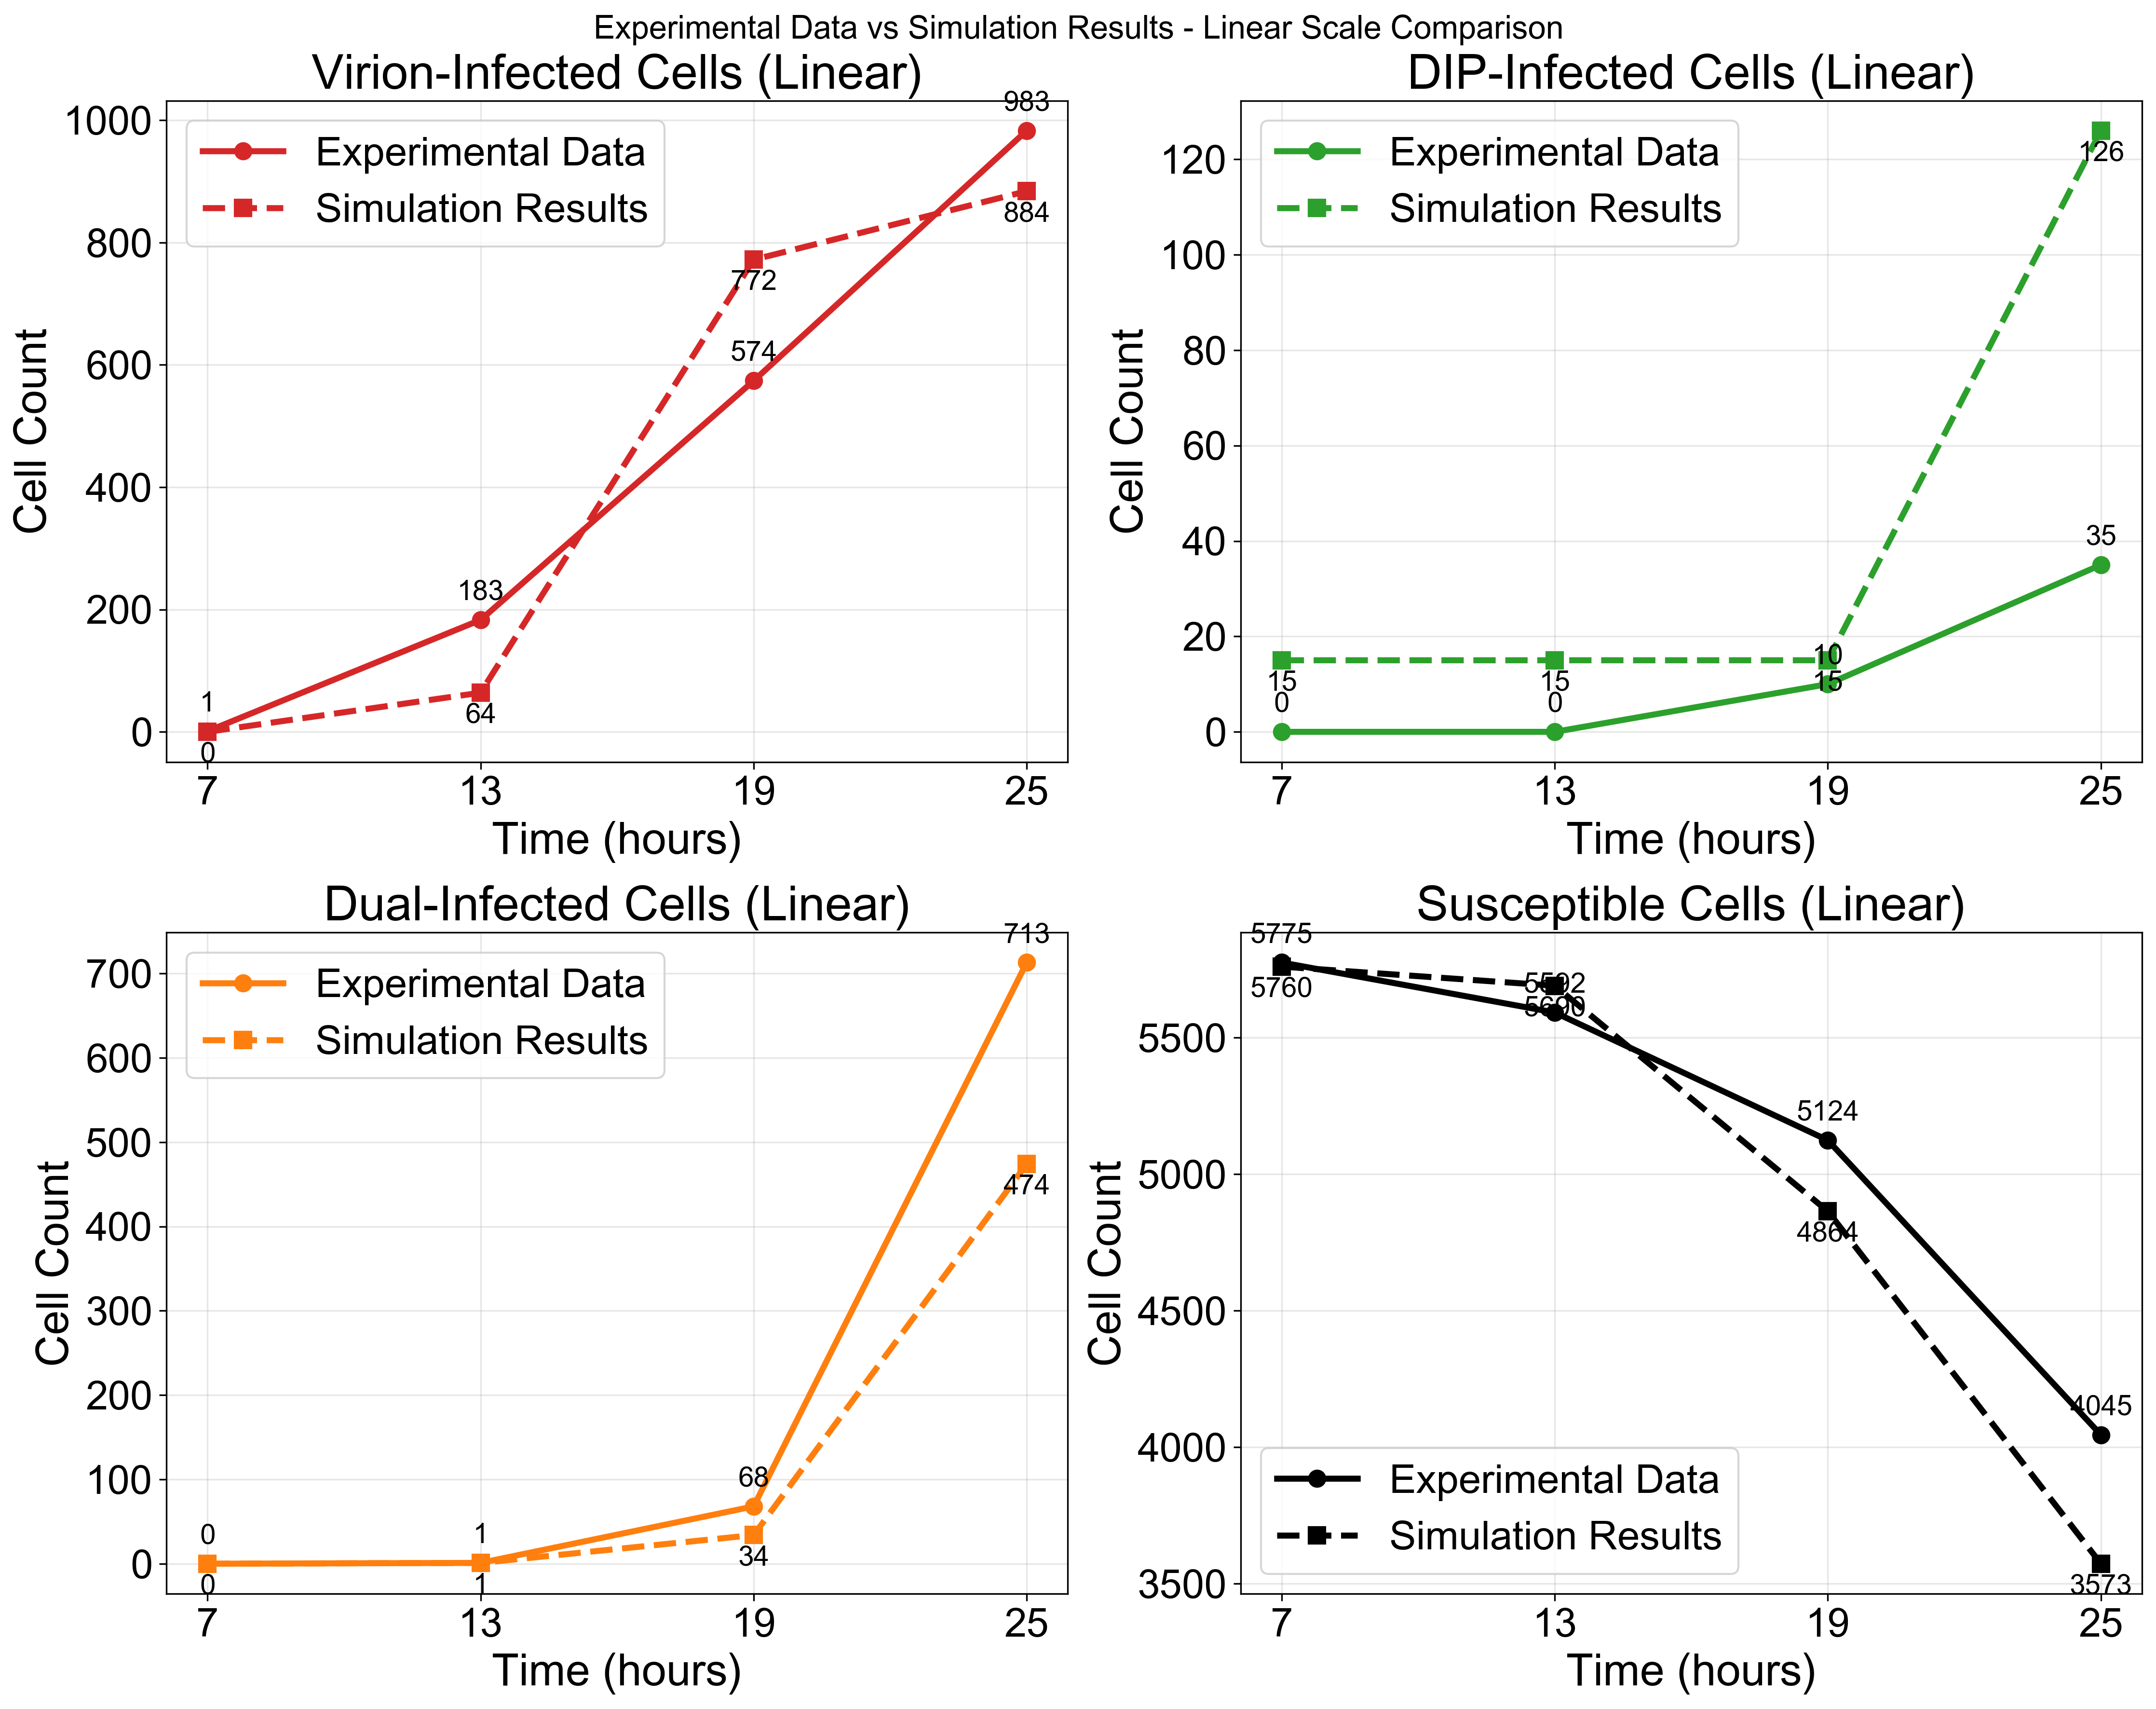 Experimental Data vs Simulation Results - Linear Scale Comparison
Virion-Infected Cells (Linear)
Cell Count
1000
800
600
400
200
0
Experimental Data
Simulation Results
1
0
183
64
772
574
983
884
7 13 19 25
Time (hours)
DIP-Infected Cells (Linear)
Cell Count
120
100
80
60
40
20
0
Experimental Data
Simulation Results
15
0
15
0
10
15
126
35
7 13 19 25
Time (hours)
Dual-Infected Cells (Linear)
Cell Count
700
600
500
400
300
200
100
0
Experimental Data
Simulation Results
0
0
1
1
68
34
713
474
7 13 19 25
Time (hours)
Susceptible Cells (Linear)
Cell Count
5500
5000
4500
4000
3500
5775
5760
5592
5690
5124
4864
4045
3573
Experimental Data
Simulation Results
7 13 19 25
Time (hours)